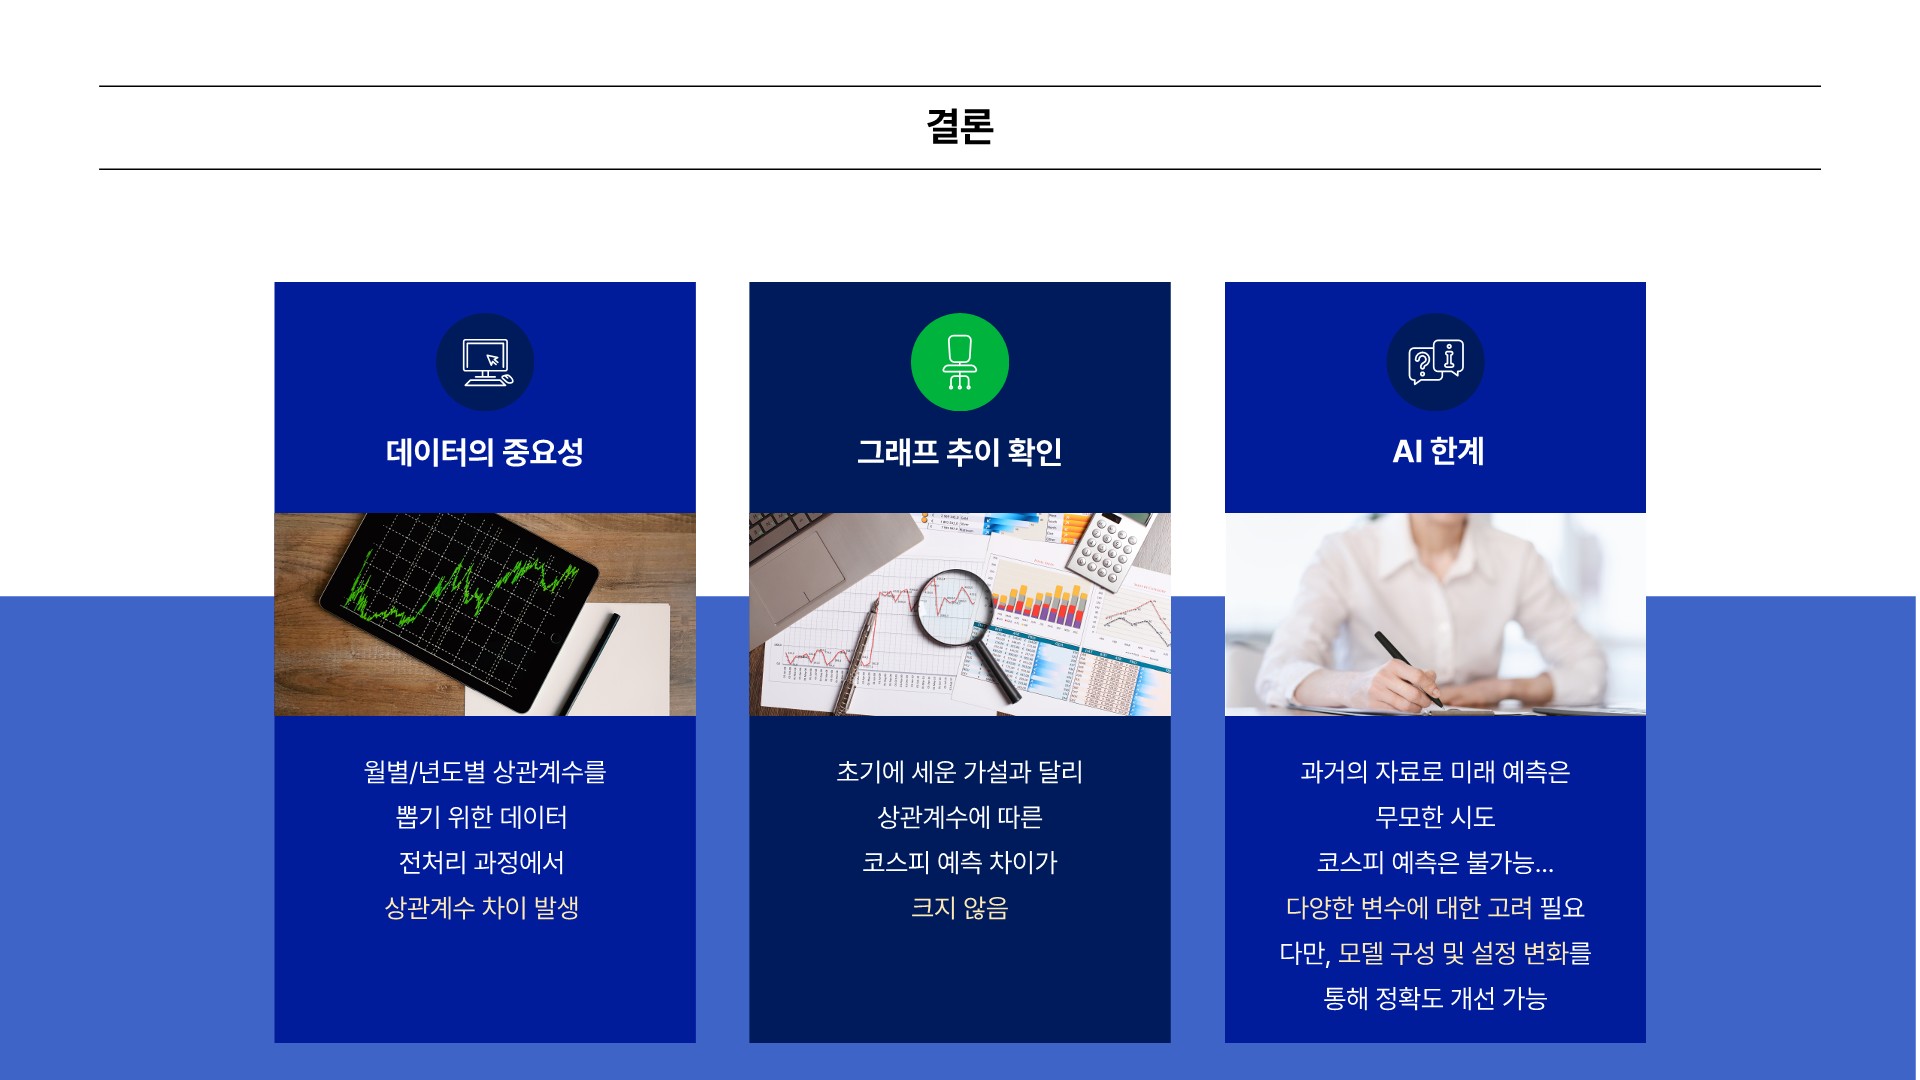 결론
데이터의 중요성
월별/년도별 상관계수를
뽑기 위한 데이터
전처리 과정에서
상관계수 차이 발생
그래프 추이 확인
초기에 세운 가설과 달리
상관계수에 따른
코스피 예측 차이가
크지 않음
AI 한계
과거의 자료로 미래 예측은
무모한 시도
코스피 예측은 불가능...
다양한 변수에 대한 고려 필요
다만, 모델 구성 및 설정 변화를
통해 정확도 개선 가능